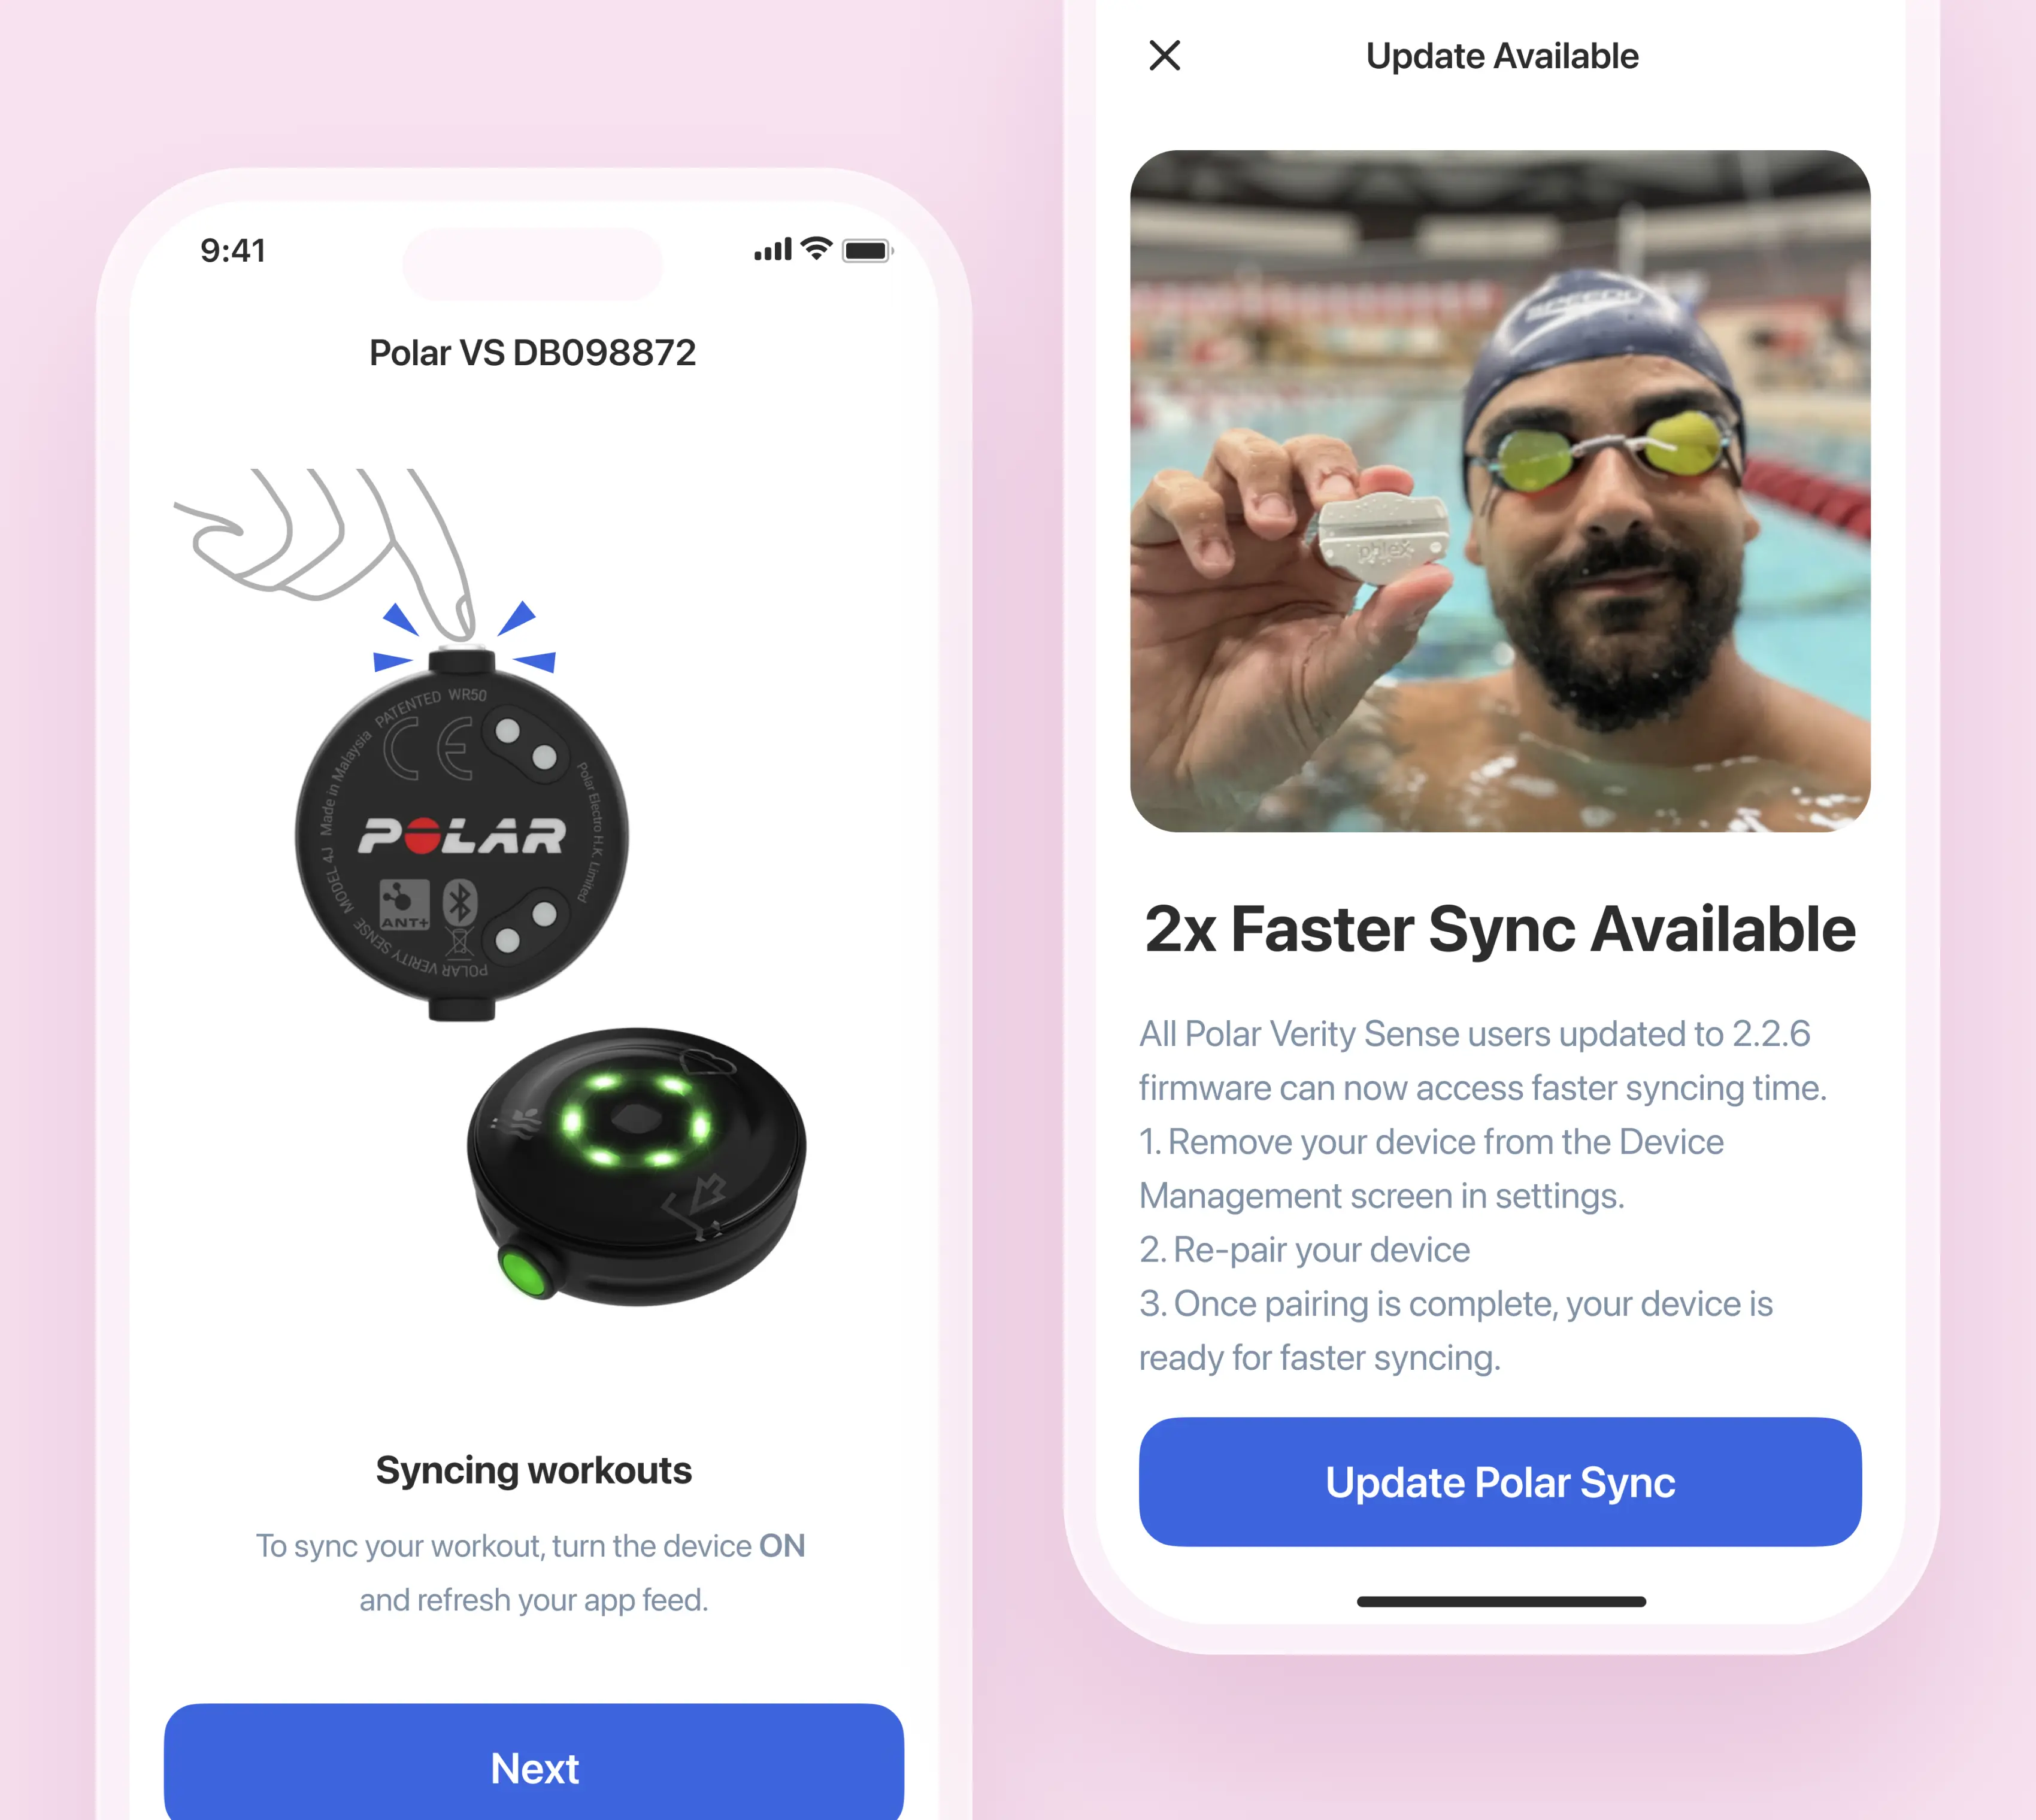 9:41
Polar VS DB098872
PATENTED WR50
Made in Malaysia
Polar Electro H.K. Limited
CE
POLAR
MODEL 4J
ANT+
POLAR VERITY SENSE
Syncing workouts
To sync your workout, turn the device ON
and refresh your app feed.
Next
Update Available
SPEEDO
phlex
2x Faster Sync Available
All Polar Verity Sense users updated to 2.2.6
firmware can now access faster syncing time.
1. Remove your device from the Device
Management screen in settings.
2. Re-pair your device
3. Once pairing is complete, your device is
ready for faster syncing.
Update Polar Sync